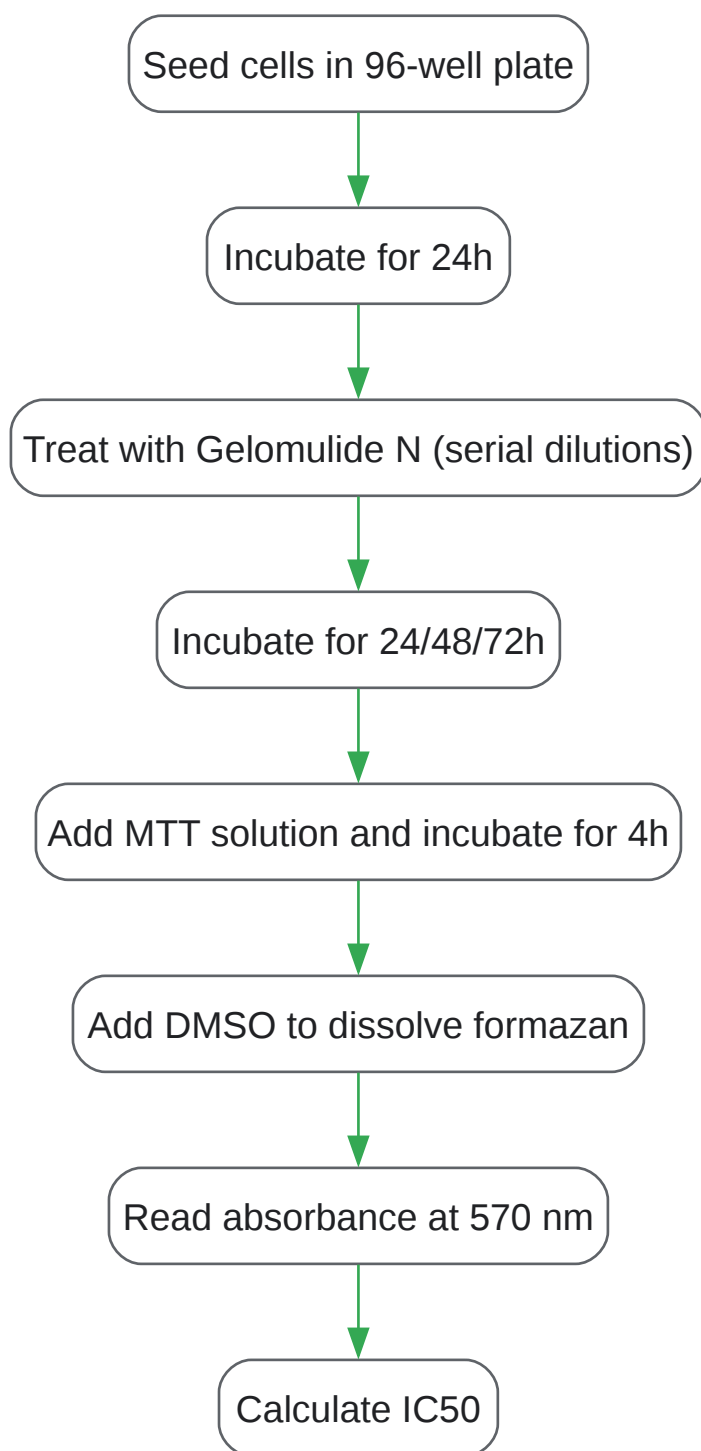 Seed cells in 96-well plate
Incubate for 24h
Treat with Gelomulide N (serial dilutions)
Incubate for 24/48/72h
Add MTT solution and incubate for 4h
Add DMSO to dissolve formazan
Read absorbance at 570 nm
Calculate IC50